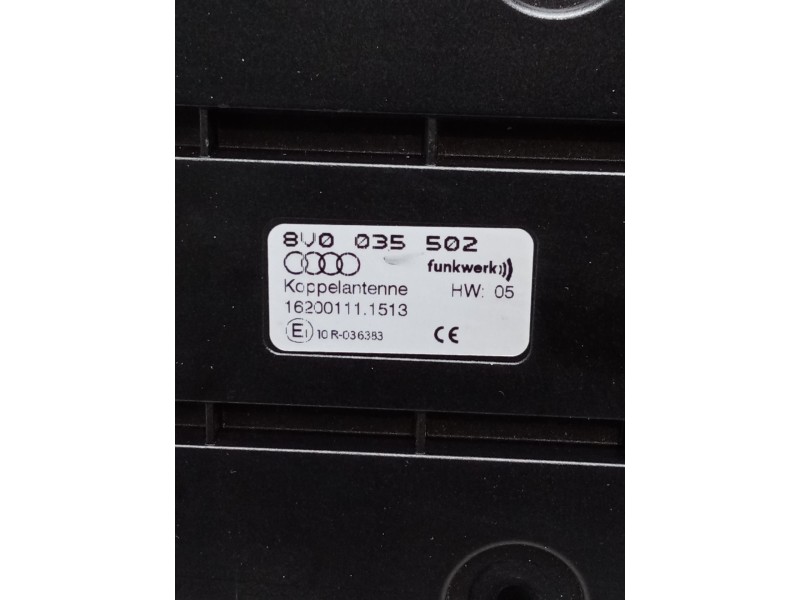 8V0 035 502
funkwerk
Koppelantenne HW: 05
16200111.1513
E1 10 R-036383 CE